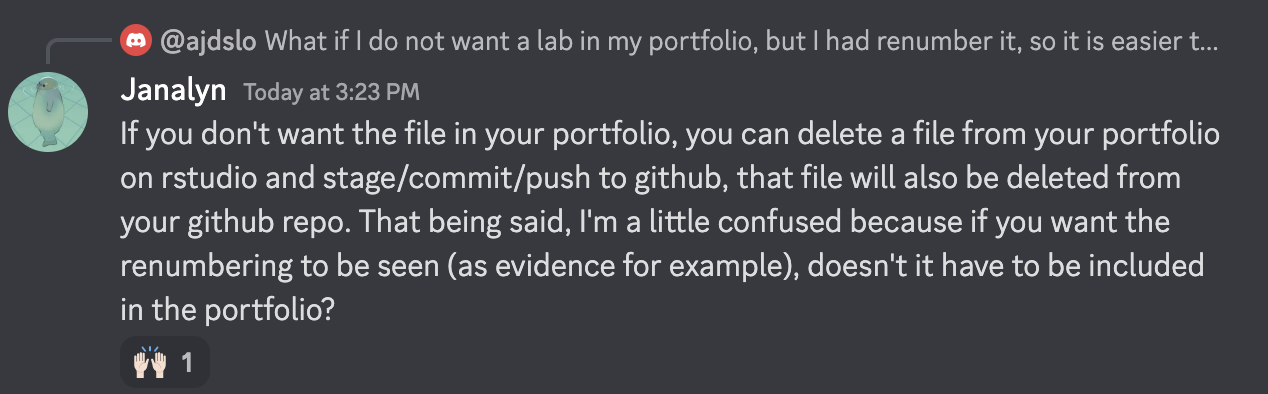 @ajdslo What if I do not want a lab in my portfolio, but I had renumber it, so it is easier t...
Janalyn Today at 3:23 PM
If you don't want the file in your portfolio, you can delete a file from your portfolio
on rstudio and stage/commit/push to github, that file will also be deleted from
your github repo. That being said, I'm a little confused because if you want the
renumbering to be seen (as evidence for example), doesn't it have to be included
in the portfolio?
🙌🏻 1